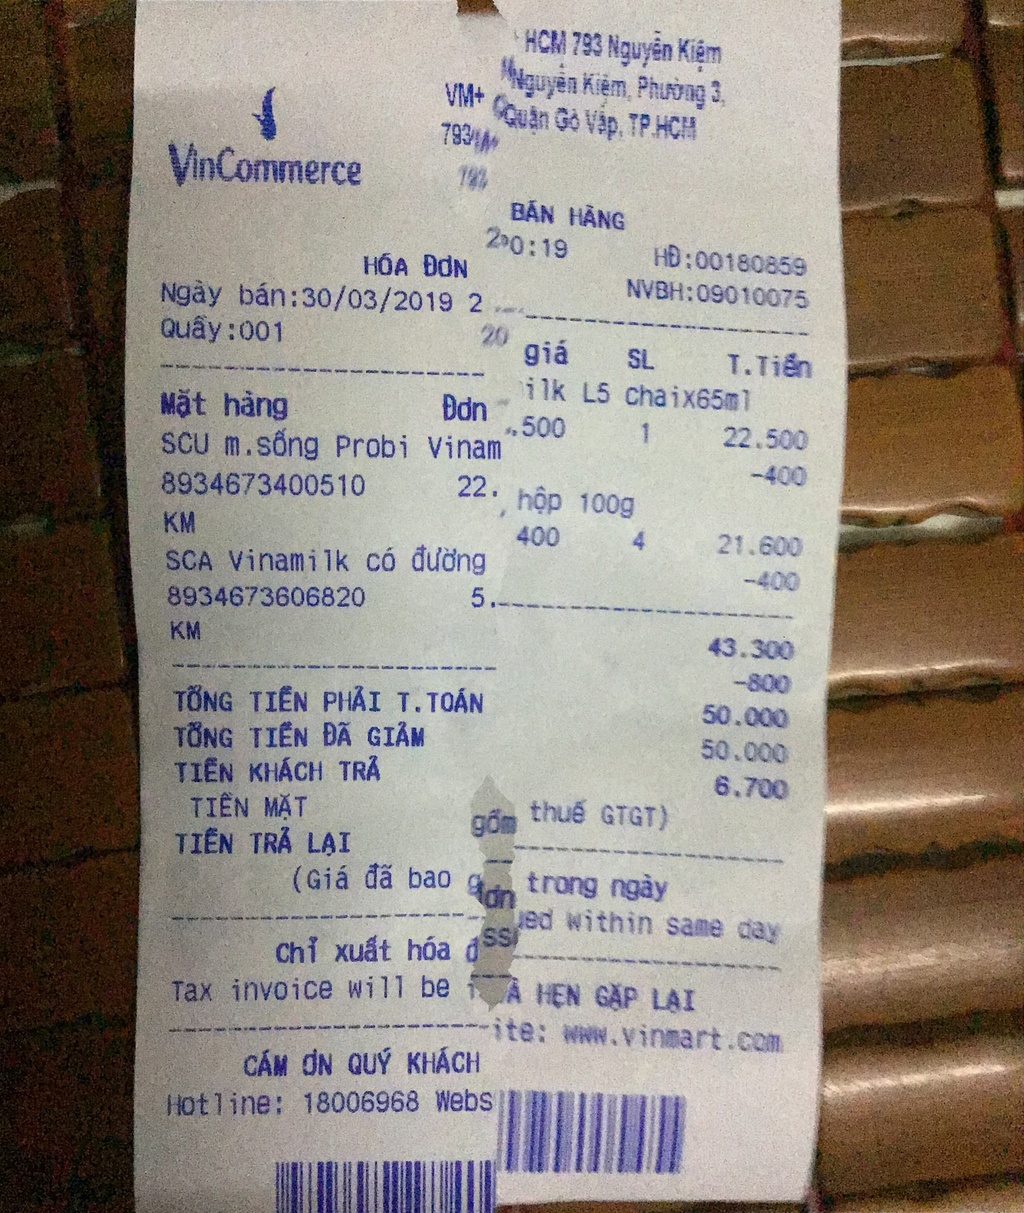 VinCommerce
VM+ HCM 793 Nguyễn Kiệm
793 Nguyễn Kiệm, Phường 3,
Quận Gò Vấp, TP.HCM
HÓA ĐƠN BÁN HÀNG
Ngày bán:30/03/2019 20:19 HĐ:00180859
Quầy:001 NVBH:09010075
Mặt hàng Đơn giá SL T.Tiền
SCU m.sống Probi Vinamilk L5 chaix65ml
8934673400510 22.500 1 22.500
KM -400
SCA Vinamilk có đường hộp 100g
8934673606820 5.400 4 21.600
KM -400
TỔNG TIỀN PHẢI T.TOÁN 43.300
TỔNG TIỀN ĐÃ GIẢM -800
TIỀN KHÁCH TRẢ 50.000
TIỀN MẶT 50.000
TIỀN TRẢ LẠI 6.700
(Giá đã bao gồm thuế GTGT)
Chỉ xuất hóa đơn trong ngày
Tax invoice will be issued within same day
CÁM ƠN QUÝ KHÁCH VÀ HẸN GẶP LẠI
Hotline: 18006968 Website: www.vinmart.com